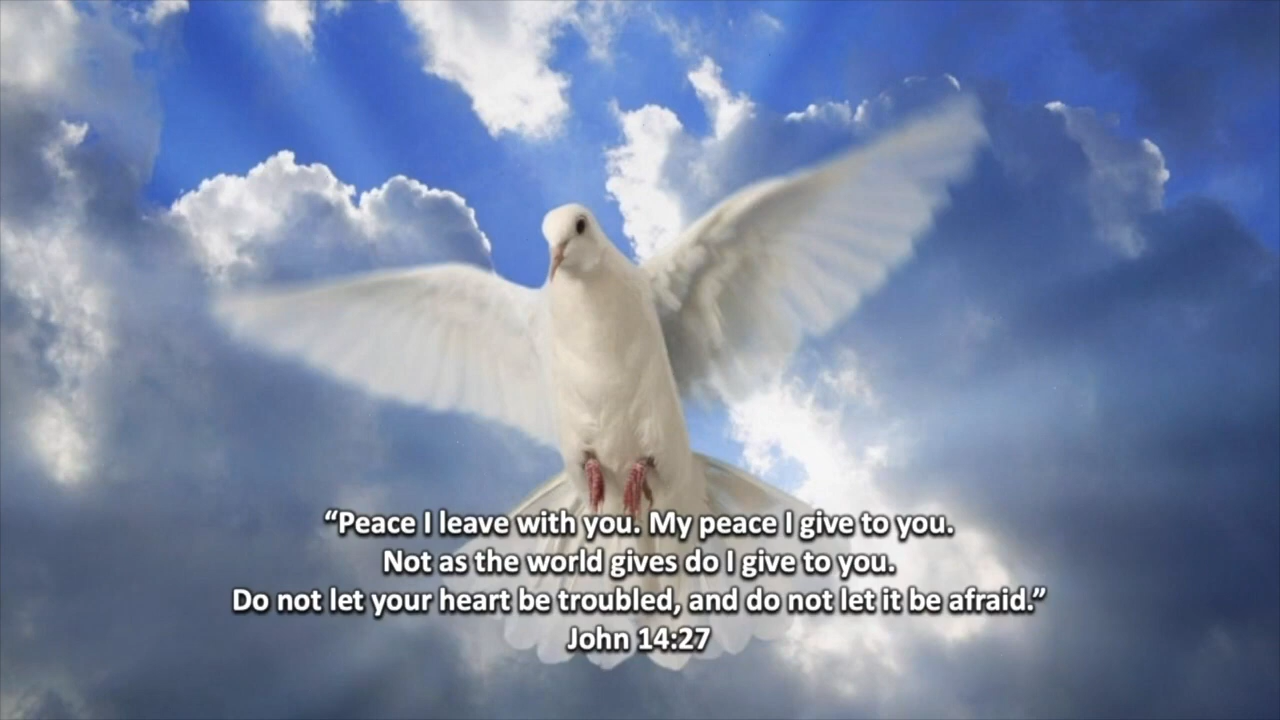 “Peace I leave with you. My peace I give to you.
Not as the world gives do I give to you.
Do not let your heart be troubled, and do not let it be afraid.”
John 14:27